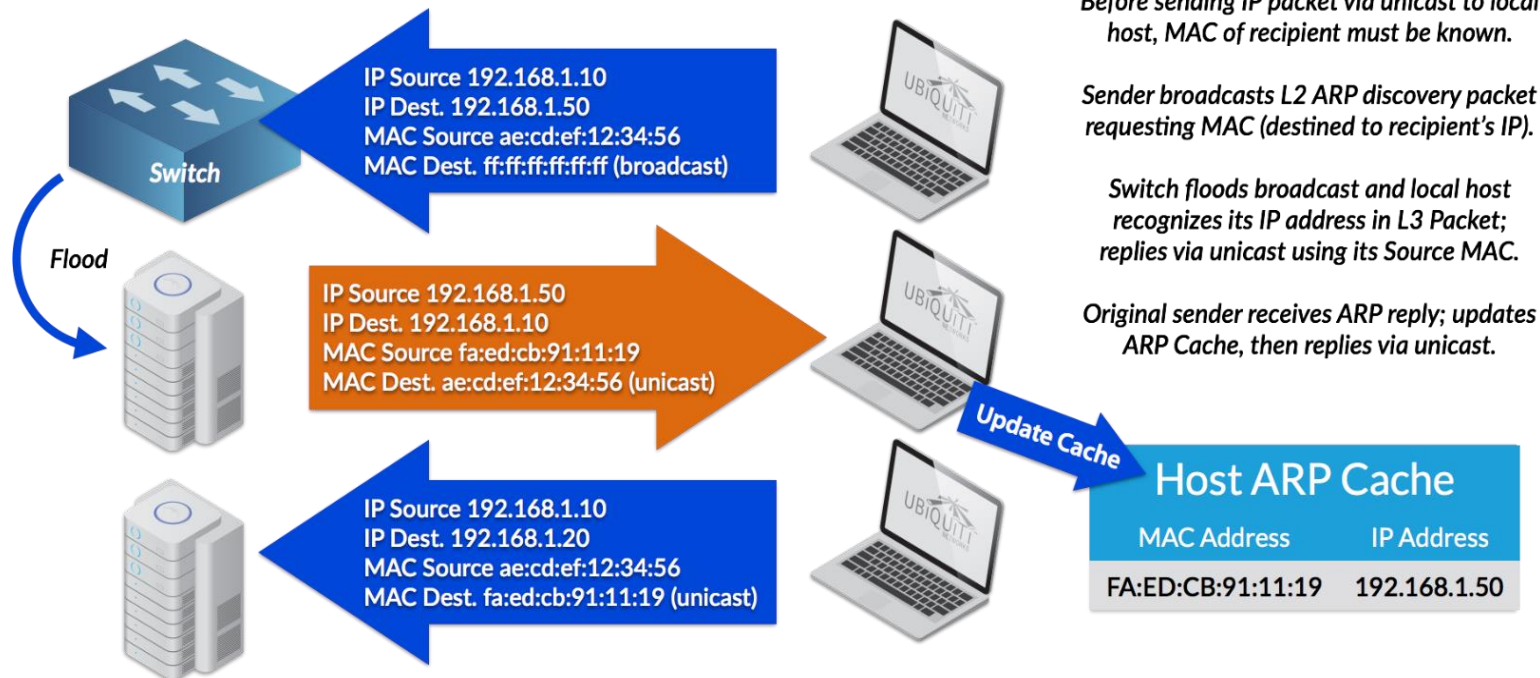 Before sending IP packet via unicast to local
host, MAC of recipient must be known.
Sender broadcasts L2 ARP discovery packet
requesting MAC (destined to recipient's IP).
Switch floods broadcast and local host
recognizes its IP address in L3 Packet;
replies via unicast using its Source MAC.
Original sender receives ARP reply; updates
ARP Cache, then replies via unicast.
IP Source 192.168.1.10
IP Dest. 192.168.1.50
MAC Source ae:cd:ef:12:34:56
MAC Dest. ff:ff:ff:ff:ff:ff (broadcast)
Switch
UBIQUITI
NETWORKS
Flood
IP Source 192.168.1.50
IP Dest. 192.168.1.10
MAC Source fa:ed:cb:91:11:19
MAC Dest. ae:cd:ef:12:34:56 (unicast)
UBIQUITI
NETWORKS
Update Cache
IP Source 192.168.1.10
IP Dest. 192.168.1.20
MAC Source ae:cd:ef:12:34:56
MAC Dest. fa:ed:cb:91:11:19 (unicast)
UBIQUITI
NETWORKS
Host ARP Cache
MAC Address IP Address
FA:ED:CB:91:11:19 192.168.1.50